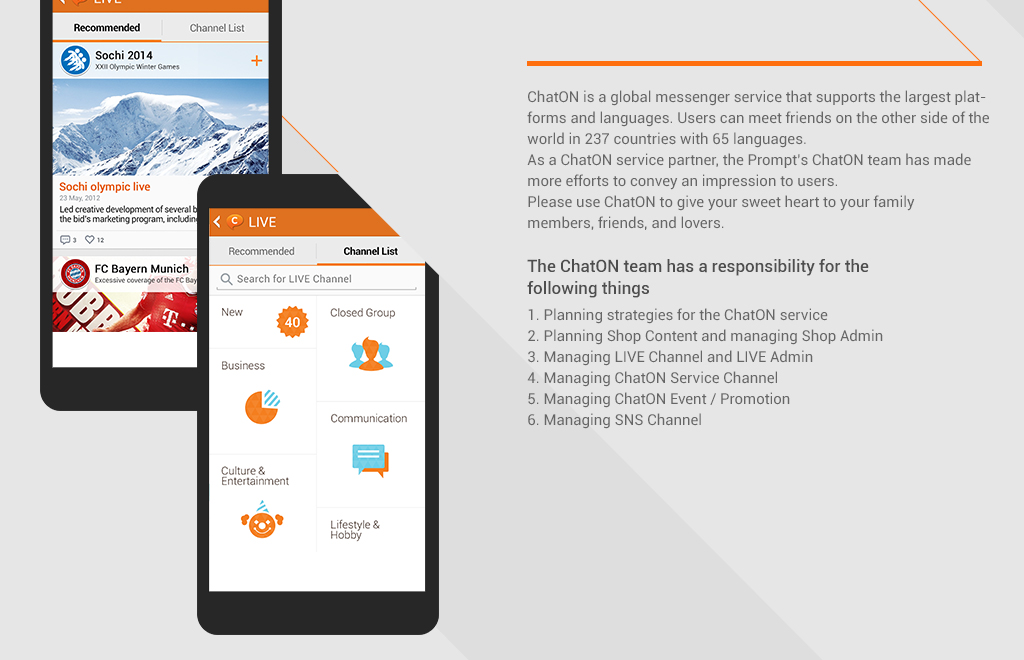 LIVE
Recommended
Channel List
Sochi 2014
XXII Olympic Winter Games
Sochi olympic live
23 May, 2012
Led creative development of several b
the bid's marketing program, includin
3
12
FC Bayern Munich
Excessive coverage of the FC Bay
T
C
LIVE
Recommended
Channel List
Search for LIVE Channel
New
40
Closed Group
Business
Communication
Culture &
Entertainment
Lifestyle &
Hobby
ChatON is a global messenger service that supports the largest plat-
forms and languages. Users can meet friends on the other side of the
world in 237 countries with 65 languages.
As a ChatON service partner, the Prompt's ChatON team has made
more efforts to convey an impression to users.
Please use ChatON to give your sweet heart to your family
members, friends, and lovers.
The ChatON team has a responsibility for the
following things
1. Planning strategies for the ChatON service
2. Planning Shop Content and managing Shop Admin
3. Managing LIVE Channel and LIVE Admin
4. Managing ChatON Service Channel
5. Managing ChatON Event / Promotion
6. Managing SNS Channel